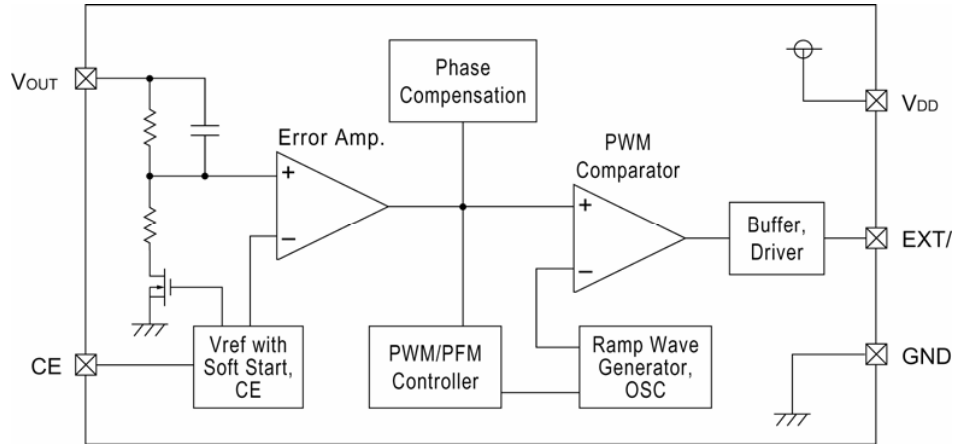 VOUT
Phase
Compensation
VDD
Error Amp.
PWM
Comparator
+
−
+
−
Buffer,
Driver
EXT/
CE
Vref with
Soft Start,
CE
PWM/PFM
Controller
Ramp Wave
Generator,
OSC
GND